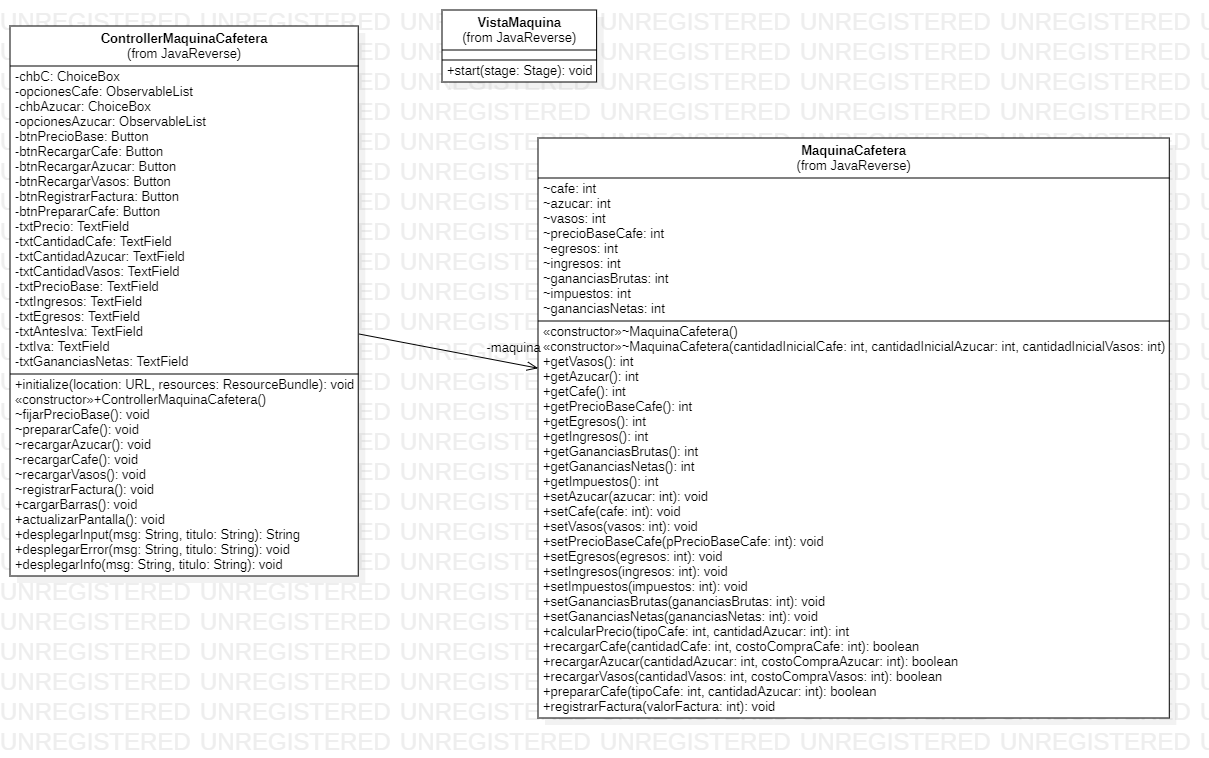 ControllerMaquinaCafetera
(from JavaReverse)
-chbC: ChoiceBox
-opcionesCafe: ObservableList
-chbAzucar: ChoiceBox
-opcionesAzucar: ObservableList
-btnPrecioBase: Button
-btnRecargarCafe: Button
-btnRecargarAzucar: Button
-btnRecargarVasos: Button
-btnRegistrarFactura: Button
-btnPrepararCafe: Button
-txtPrecio: TextField
-txtCantidadCafe: TextField
-txtCantidadAzucar: TextField
-txtCantidadVasos: TextField
-txtPrecioBase: TextField
-txtIngresos: TextField
-txtEgresos: TextField
-txtAntesIva: TextField
-txtIva: TextField
-txtGananciasNetas: TextField
+initialize(location: URL, resources: ResourceBundle): void
«constructor»+ControllerMaquinaCafetera()
~fijarPrecioBase(): void
~prepararCafe(): void
~recargarAzucar(): void
~recargarCafe(): void
~recargarVasos(): void
~registrarFactura(): void
+cargarBarras(): void
+actualizarPantalla(): void
+desplegarInput(msg: String, titulo: String): String
+desplegarError(msg: String, titulo: String): void
+desplegarInfo(msg: String, titulo: String): void
VistaMaquina
(from JavaReverse)
+start(stage: Stage): void
-maquina
MaquinaCafetera
(from JavaReverse)
~cafe: int
~azucar: int
~vasos: int
~precioBaseCafe: int
~egresos: int
~ingresos: int
~gananciasBrutas: int
~impuestos: int
~gananciasNetas: int
«constructor»~MaquinaCafetera()
«constructor»~MaquinaCafetera(cantidadInicialCafe: int, cantidadInicialAzucar: int, cantidadInicialVasos: int)
+getVasos(): int
+getAzucar(): int
+getCafe(): int
+getPrecioBaseCafe(): int
+getEgresos(): int
+getIngresos(): int
+getGananciasBrutas(): int
+getGananciasNetas(): int
+getImpuestos(): int
+setAzucar(azucar: int): void
+setCafe(cafe: int): void
+setVasos(vasos: int): void
+setPrecioBaseCafe(pPrecioBaseCafe: int): void
+setEgresos(egresos: int): void
+setIngresos(ingresos: int): void
+setImpuestos(impuestos: int): void
+setGananciasBrutas(gananciasBrutas: int): void
+setGananciasNetas(gananciasNetas: int): void
+calcularPrecio(tipoCafe: int, cantidadAzucar: int): int
+recargarCafe(cantidadCafe: int, costoCompraCafe: int): boolean
+recargarAzucar(cantidadAzucar: int, costoCompraAzucar: int): boolean
+recargarVasos(cantidadVasos: int, costoCompraVasos: int): boolean
+prepararCafe(tipoCafe: int, cantidadAzucar: int): boolean
+registrarFactura(valorFactura: int): void
UNREGISTERED